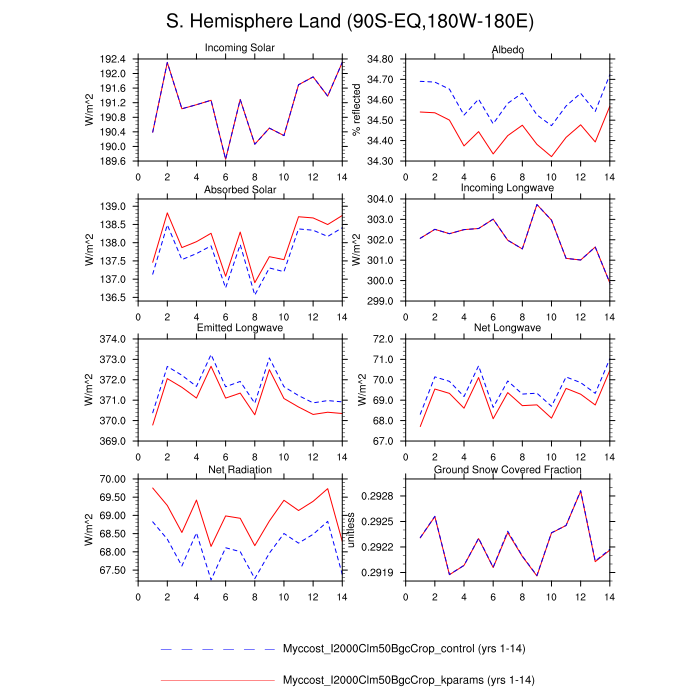 S. Hemisphere Land (90S-EQ,180W-180E)
Incoming Solar
W/m^2
192.4
192.0
191.6
191.2
190.8
190.4
190.0
189.6
0 2 4 6 8 10 12 14
Albedo
% reflected
34.80
34.70
34.60
34.50
34.40
34.30
0 2 4 6 8 10 12 14
Absorbed Solar
W/m^2
139.0
138.5
138.0
137.5
137.0
136.5
0 2 4 6 8 10 12 14
Incoming Longwave
W/m^2
304.0
303.0
302.0
301.0
300.0
299.0
0 2 4 6 8 10 12 14
Emitted Longwave
W/m^2
374.0
373.0
372.0
371.0
370.0
369.0
0 2 4 6 8 10 12 14
Net Longwave
W/m^2
72.0
71.0
70.0
69.0
68.0
67.0
0 2 4 6 8 10 12 14
Net Radiation
W/m^2
70.00
69.50
69.00
68.50
68.00
67.50
0 2 4 6 8 10 12 14
Ground Snow Covered Fraction
unitless
0.2928
0.2925
0.2922
0.2919
0 2 4 6 8 10 12 14
Myccost_I2000Clm50BgcCrop_control (yrs 1-14)
Myccost_I2000Clm50BgcCrop_kparams (yrs 1-14)